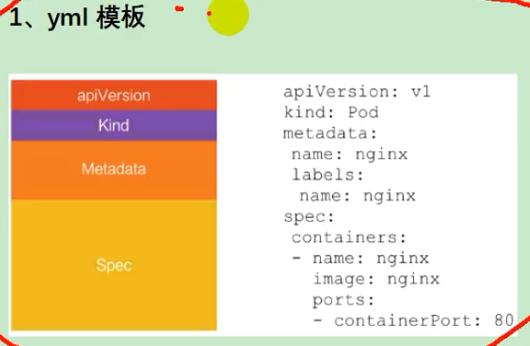 1、yml 模板
apiVersion
Kind
Metadata
Spec
apiVersion: v1
kind: Pod
metadata:
 name: nginx
 labels:
  name: nginx
spec:
 containers:
 - name: nginx
   image: nginx
   ports:
   - containerPort: 80